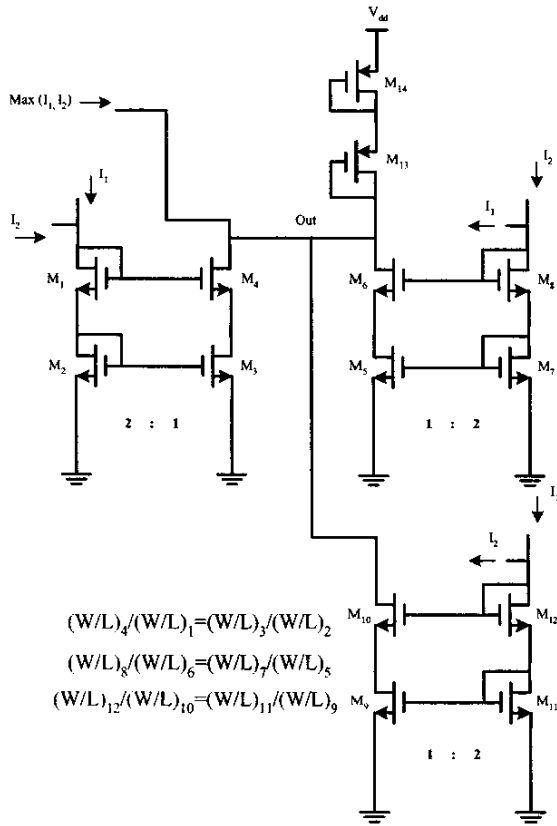 V_dd
M_14
Max (I_1, I_2)
M_13
I_1
I_2
I_2
Out
I_1
M_1
M_4
M_6
M_8
M_2
M_3
M_5
M_7
2 : 1
1 : 2
I
I_2
(W/L)_4/(W/L)_1=(W/L)_3/(W/L)_2
M_10
M_12
(W/L)_8/(W/L)_6=(W/L)_7/(W/L)_5
(W/L)_12/(W/L)_10=(W/L)_11/(W/L)_9
M_9
M_11
1 : 2